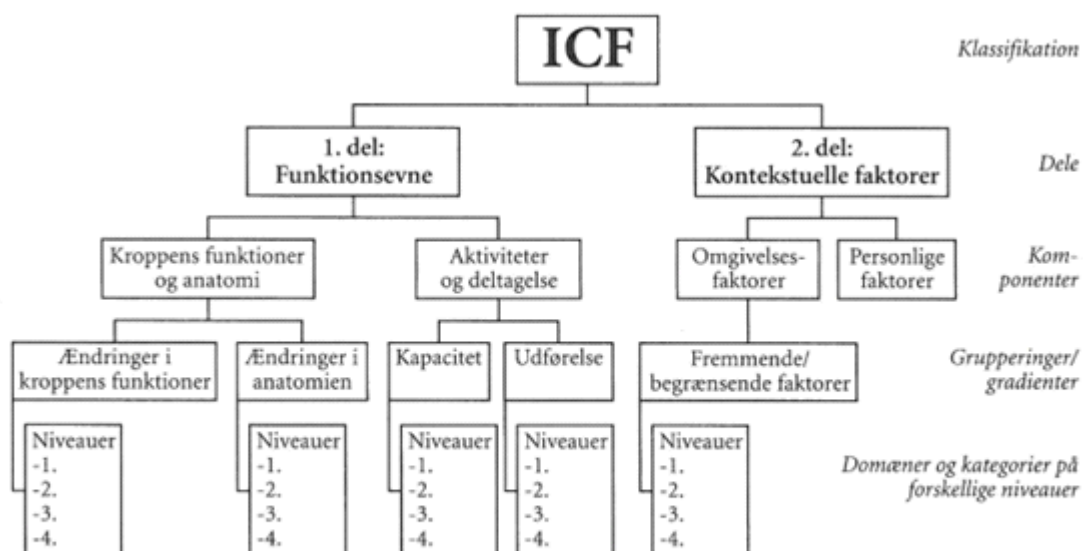 ICF
Klassifikation
1. del:
Funktionsevne
2. del:
Kontekstuelle faktorer
Dele
Kroppens funktioner
og anatomi
Aktiviteter
og deltagelse
Omgivelses-
faktorer
Personlige
faktorer
Kom-
ponenter
Ændringer i
kroppens funktioner
Ændringer i
anatomien
Kapacitet
Udførelse
Fremmende/
begrænsende faktorer
Grupperinger/
gradienter
Niveauer
-1.
-2.
-3.
-4.
Niveauer
-1.
-2.
-3.
-4.
Niveauer
-1.
-2.
-3.
-4.
Niveauer
-1.
-2.
-3.
-4.
Niveauer
-1.
-2.
-3.
-4.
Domæner og kategorier på
forskellige niveauer